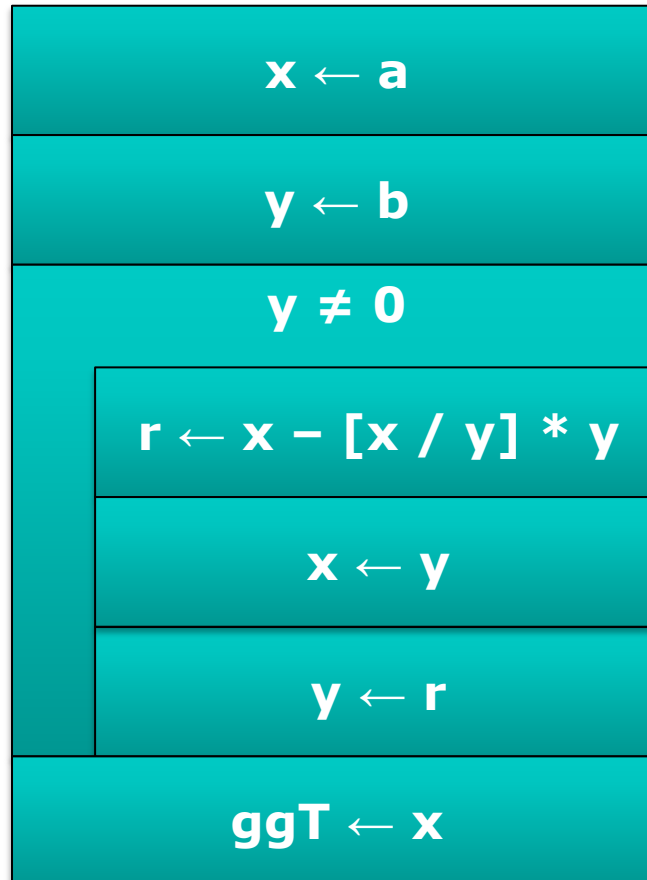 x ← a
y ← b
y ≠ 0
r ← x – [x / y] * y
x ← y
y ← r
ggT ← x